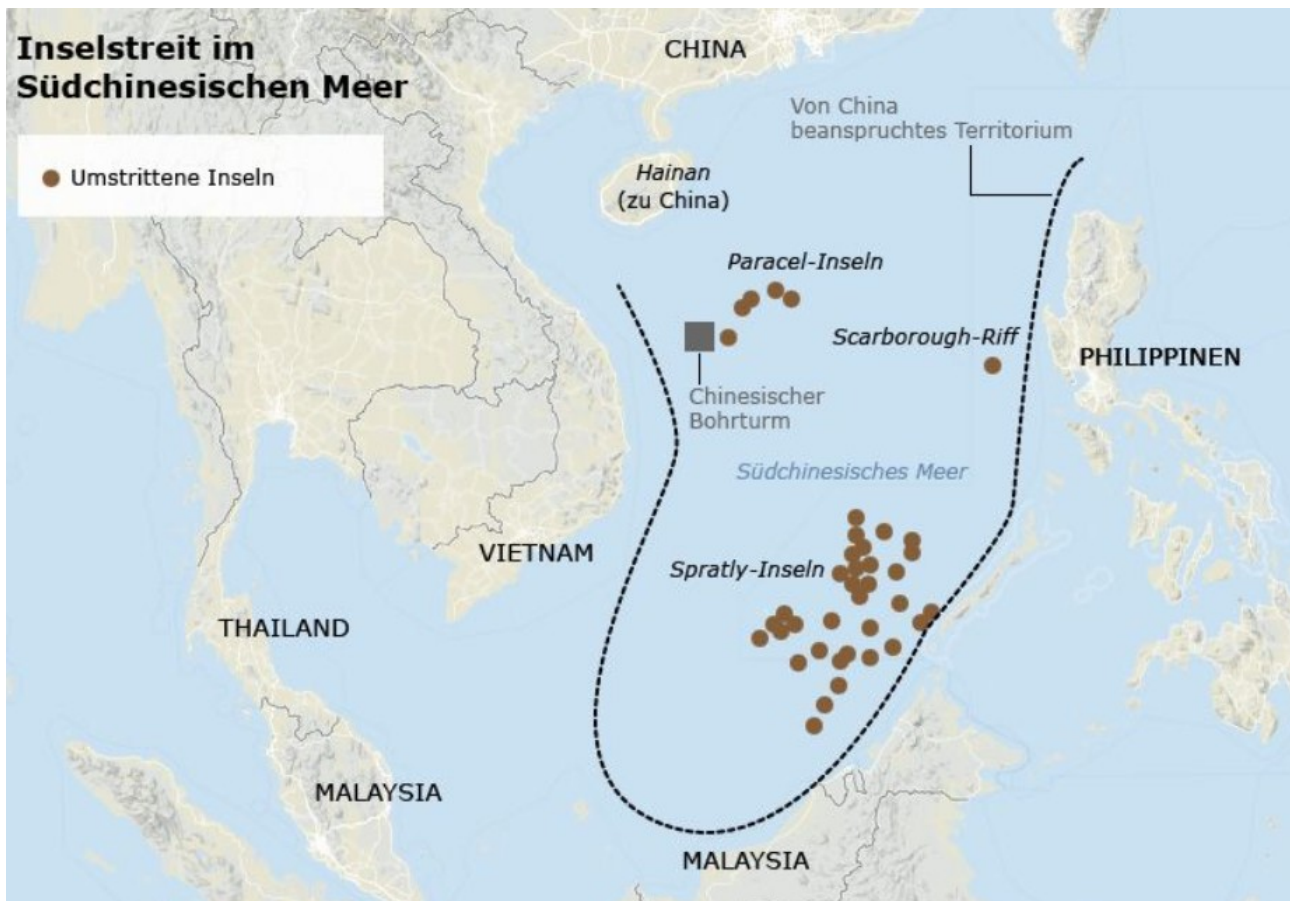 Inselstreit im
Südchinesischen Meer
Umstrittene Inseln
CHINA
Von China
beanspruchtes Territorium
Hainan
(zu China)
Paracel-Inseln
Scarborough-Riff
PHILIPPINEN
Chinesischer
Bohrturm
Südchinesisches Meer
VIETNAM
Spratly-Inseln
THAILAND
MALAYSIA
MALAYSIA